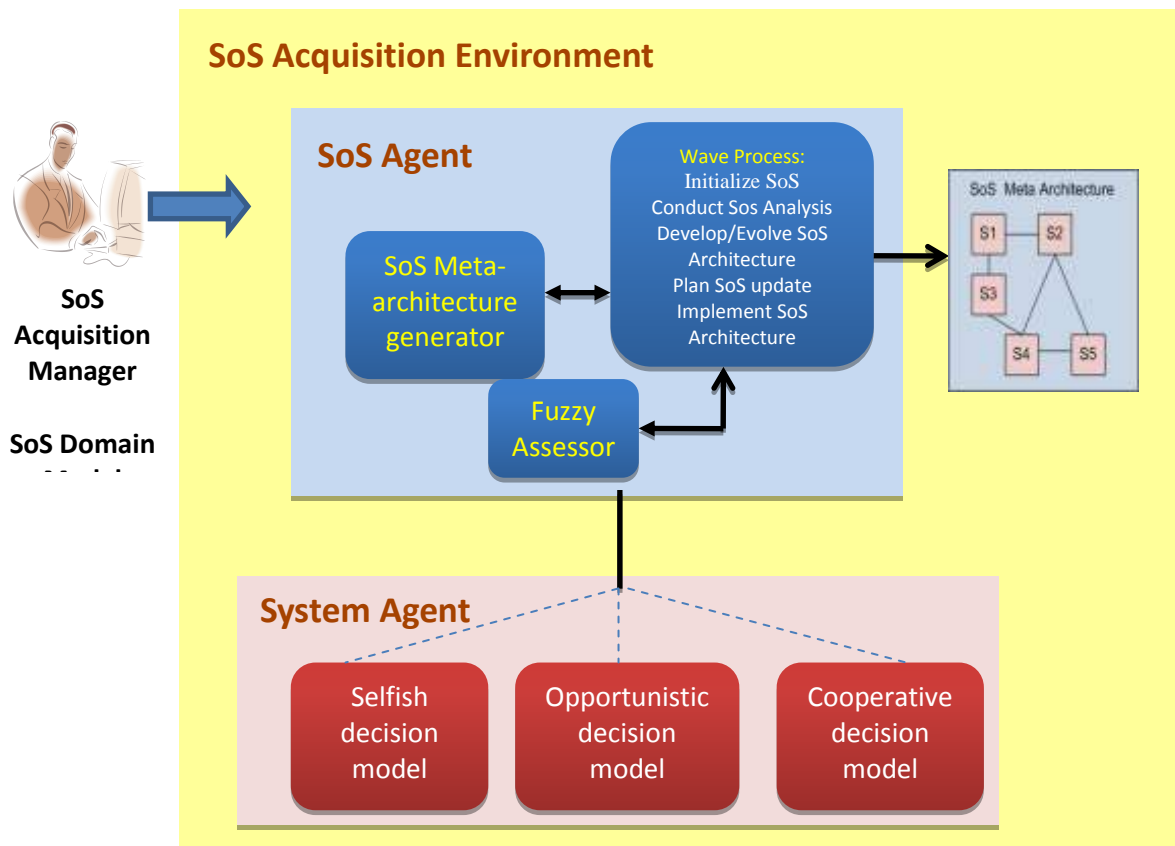 SoS Acquisition Environment
SoS Agent
Wave Process:
Initialize SoS
Conduct Sos Analysis
Develop/Evolve SoS
Architecture
Plan SoS update
Implement SoS
Architecture
SoS Meta-
architecture
generator
Fuzzy
Assessor
SoS Meta Architecture
S1
S2
S3
S4
S5
SoS
Acquisition
Manager
SoS Domain
System Agent
Selfish
decision
model
Opportunistic
decision
model
Cooperative
decision
model